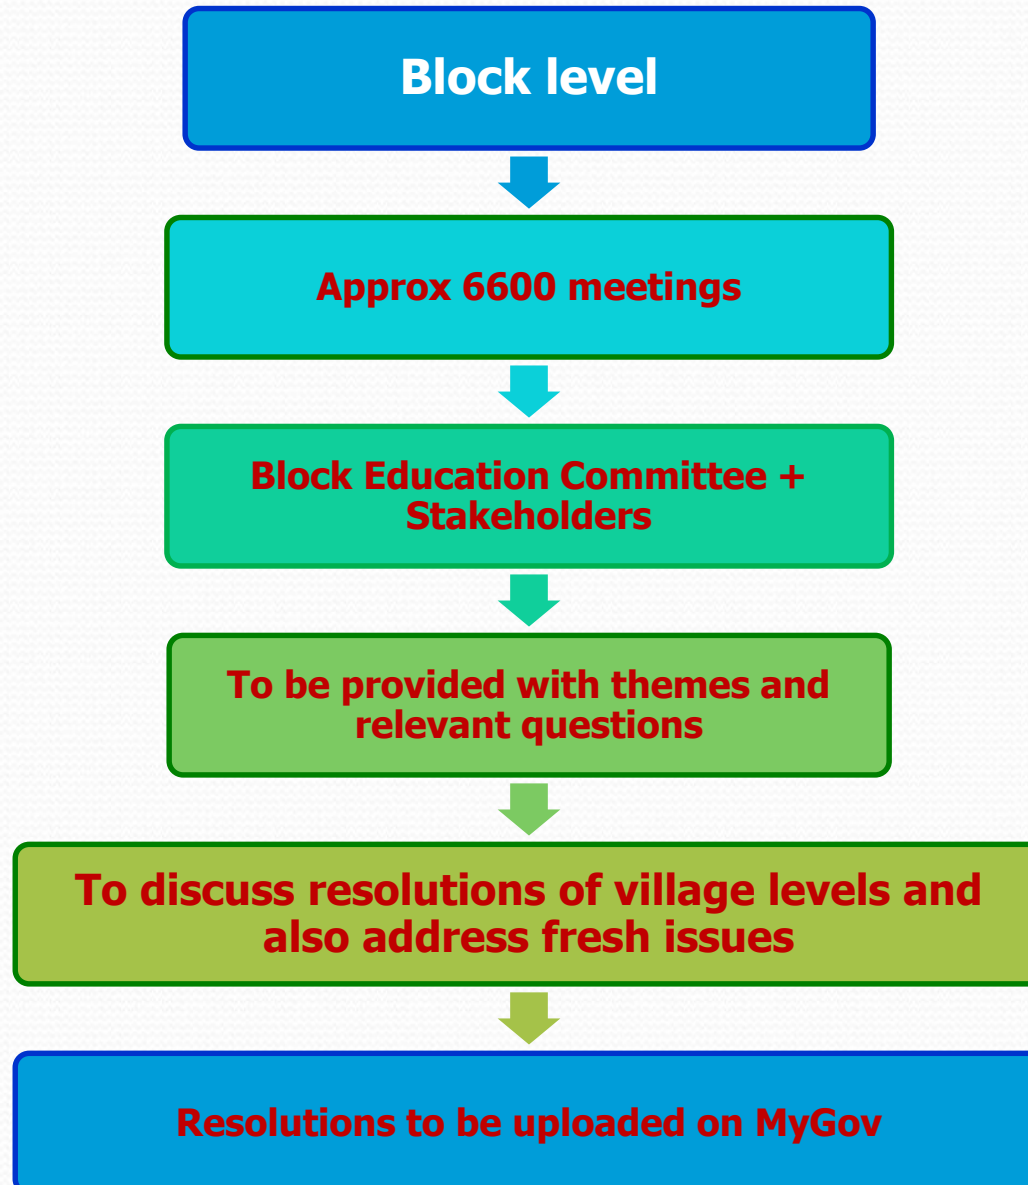 Block level
Approx 6600 meetings
Block Education Committee +
Stakeholders
To be provided with themes and
relevant questions
To discuss resolutions of village levels and
also address fresh issues
Resolutions to be uploaded on MyGov